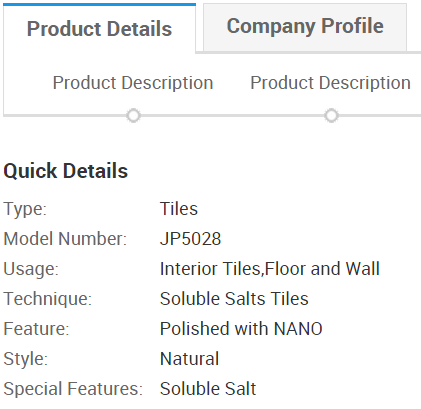 Product Details Company Profile
Product Description Product Description
Quick Details
Type: Tiles
Model Number: JP5028
Usage: Interior Tiles,Floor and Wall
Technique: Soluble Salts Tiles
Feature: Polished with NANO
Style: Natural
Special Features: Soluble Salt